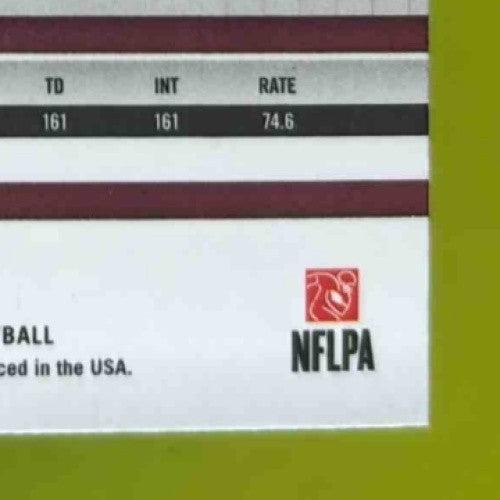 TD INT RATE
161 161 74.6
BALL
ced in the USA.
NFLPA